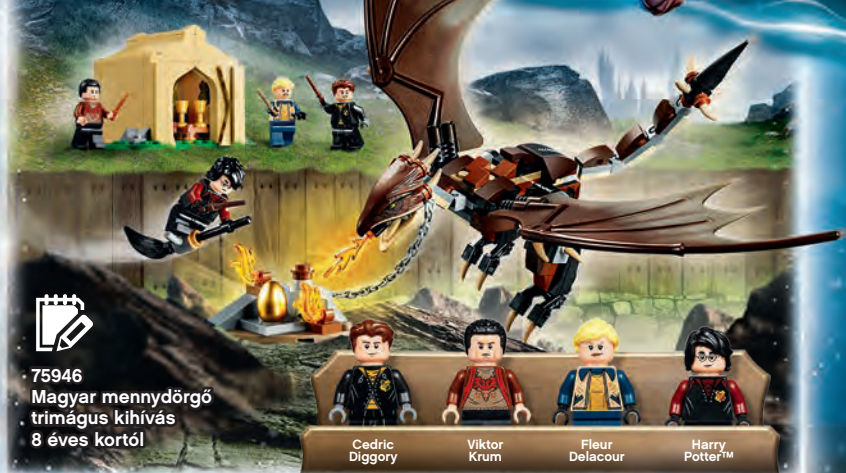 75946
Magyar mennydörgő
trimágus kihívás
8 éves kortól
Cedric
Diggory
Viktor
Krum
Fleur
Delacour
Harry
Potter™